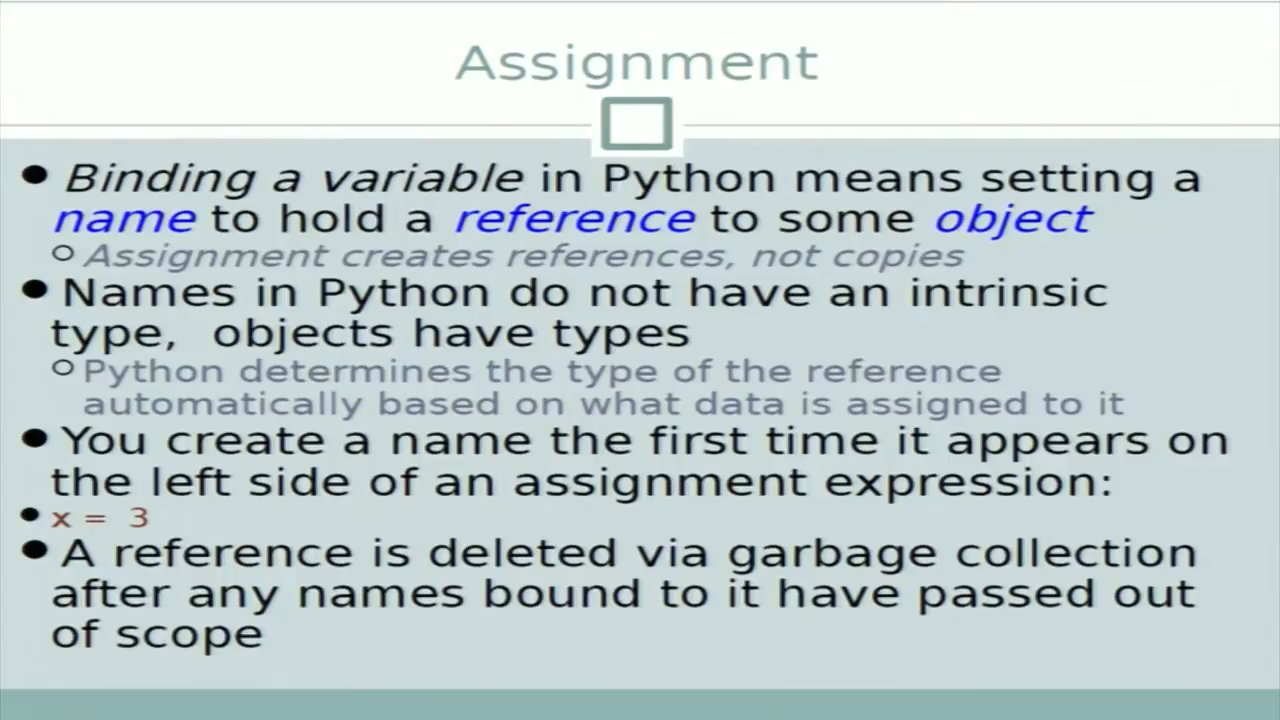 Assignment
● Binding a variable in Python means setting a
name to hold a reference to some object
○ Assignment creates references, not copies
● Names in Python do not have an intrinsic
type, objects have types
○ Python determines the type of the reference
automatically based on what data is assigned to it
● You create a name the first time it appears on
the left side of an assignment expression:
● x = 3
● A reference is deleted via garbage collection
after any names bound to it have passed out
of scope